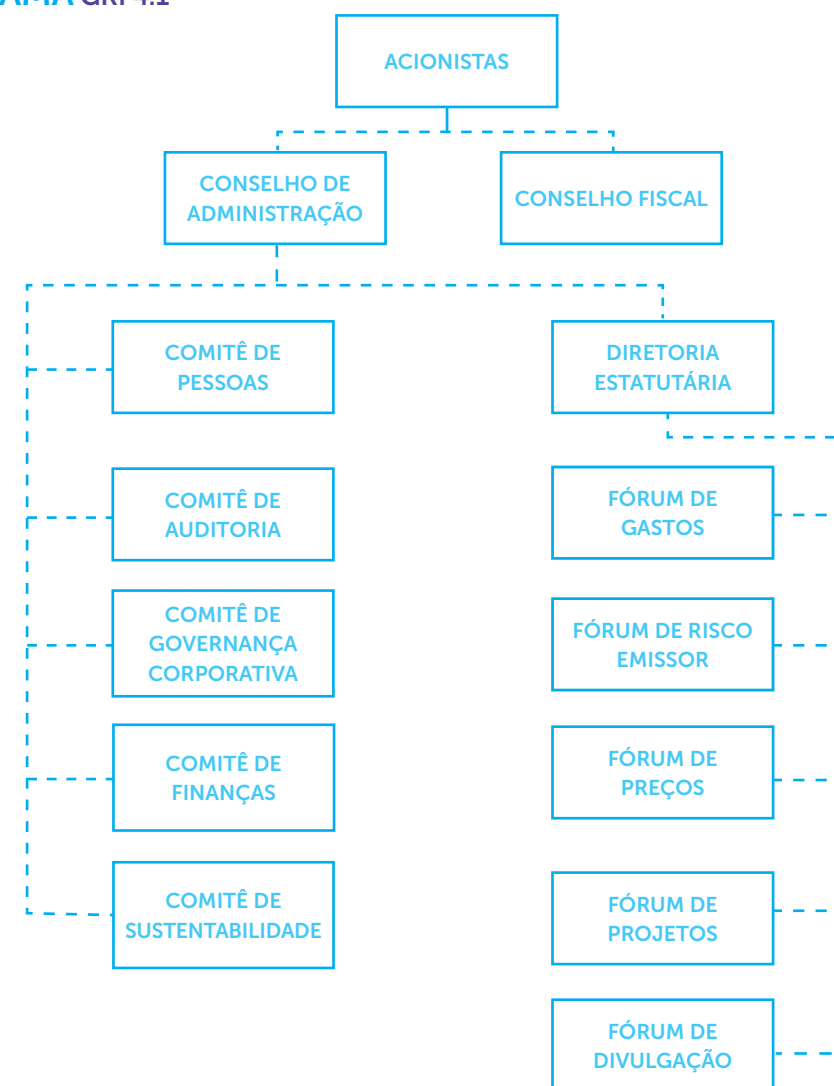 GRI 4.1
ACIONISTAS
CONSELHO DE
ADMINISTRAÇÃO
CONSELHO FISCAL
COMITÊ DE
PESSOAS
DIRETORIA
ESTATUTÁRIA
COMITÊ DE
AUDITORIA
FÓRUM DE
GASTOS
COMITÊ DE
GOVERNANÇA
CORPORATIVA
FÓRUM DE RISCO
EMISSOR
COMITÊ DE
FINANÇAS
FÓRUM DE
PREÇOS
COMITÊ DE
SUSTENTABILIDADE
FÓRUM DE
PROJETOS
FÓRUM DE
DIVULGAÇÃO